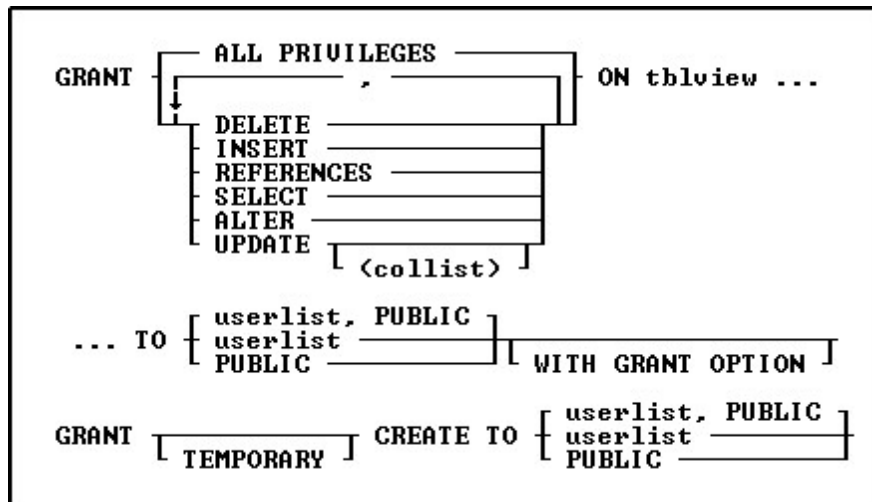 ALL PRIVILEGES
GRANT , ON tblview ...
DELETE
INSERT
REFERENCES
SELECT
ALTER
UPDATE
(collist)
userlist, PUBLIC
... TO userlist
PUBLIC
WITH GRANT OPTION
userlist, PUBLIC
GRANT CREATE TO userlist
TEMPORARY PUBLIC